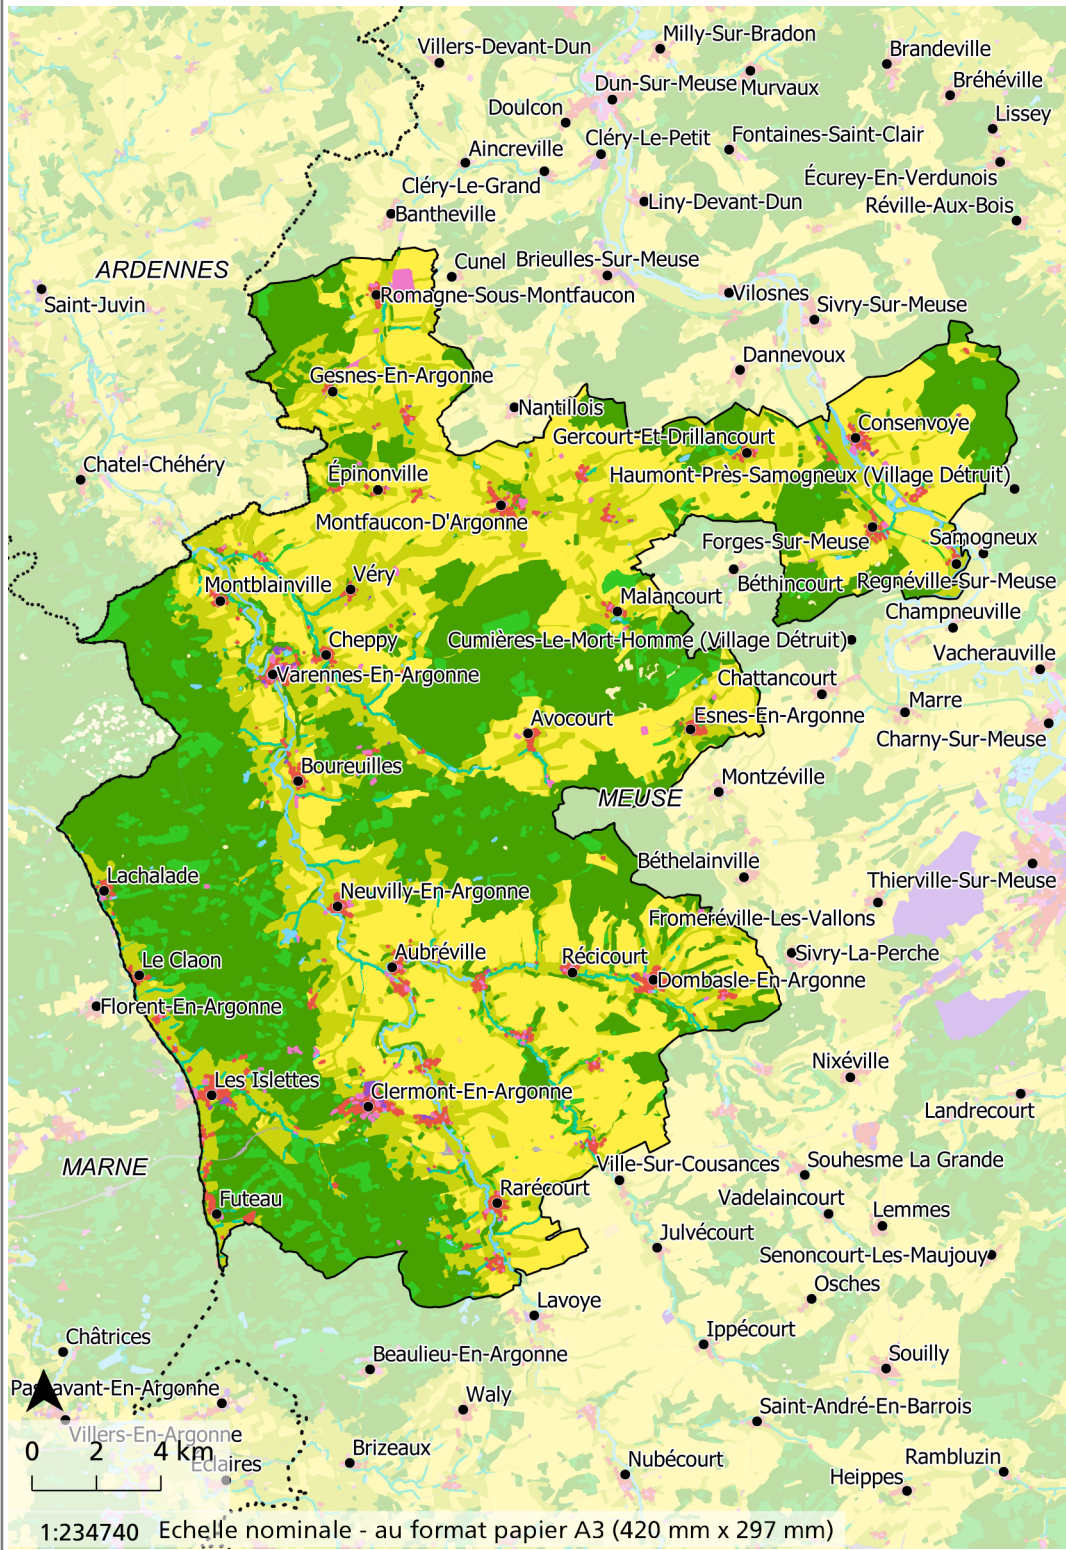 Villers-Devant-Dun
Milly-Sur-Bradon
Brandeville
Dun-Sur-Meuse
Murvaux
Bréhéville
Doulcon
Lissey
Cléry-Le-Petit
Fontaines-Saint-Clair
Aincreville
Cléry-Le-Grand
Écurey-En-Verdunois
Liny-Devant-Dun
Réville-Aux-Bois
Bantheville
ARDENNES
Cunel
Brieulles-Sur-Meuse
Saint-Juvin
Romagne-Sous-Montfaucon
Vilosnes
Sivry-Sur-Meuse
Dannevoux
Gesnes-En-Argonne
Nantillois
Consenvoye
Gercourt-Et-Drillancourt
Chatel-Chéhéry
Épinonville
Haumont-Près-Samogneux (Village Détruit)
Montfaucon-D'Argonne
Forges-Sur-Meuse
Samogneux
Montblainville
Véry
Béthincourt
Regnéville-Sur-Meuse
Malancourt
Champneuville
Cheppy
Cumières-Le-Mort-Homme (Village Détruit)
Vacherauville
Varennes-En-Argonne
Chattancourt
Marre
Avocourt
Esnes-En-Argonne
Charny-Sur-Meuse
Boureuilles
Montzéville
MEUSE
Béthelainville
Lachalade
Thierville-Sur-Meuse
Neuvilly-En-Argonne
Fromeréville-Les-Vallons
Aubréville
Récicourt
Sivry-La-Perche
Le Claon
Dombasle-En-Argonne
Florent-En-Argonne
Nixéville
Les Islettes
Clermont-En-Argonne
Landrecourt
MARNE
Ville-Sur-Cousances
Souhesme La Grande
Rarécourt
Futeau
Vadelaincourt
Lemmes
Julvécourt
Senoncourt-Les-Maujouy
Osches
Lavoye
Ippécourt
Châtrices
Beaulieu-En-Argonne
Souilly
Passavant-En-Argonne
Waly
Saint-André-En-Barrois
Villers-En-Argonne
Brizeaux
0 2 4 km
Éclaires
Nubécourt
Rambluzin
Heippes
1:234740 Echelle nominale - au format papier A3 (420 mm x 297 mm)